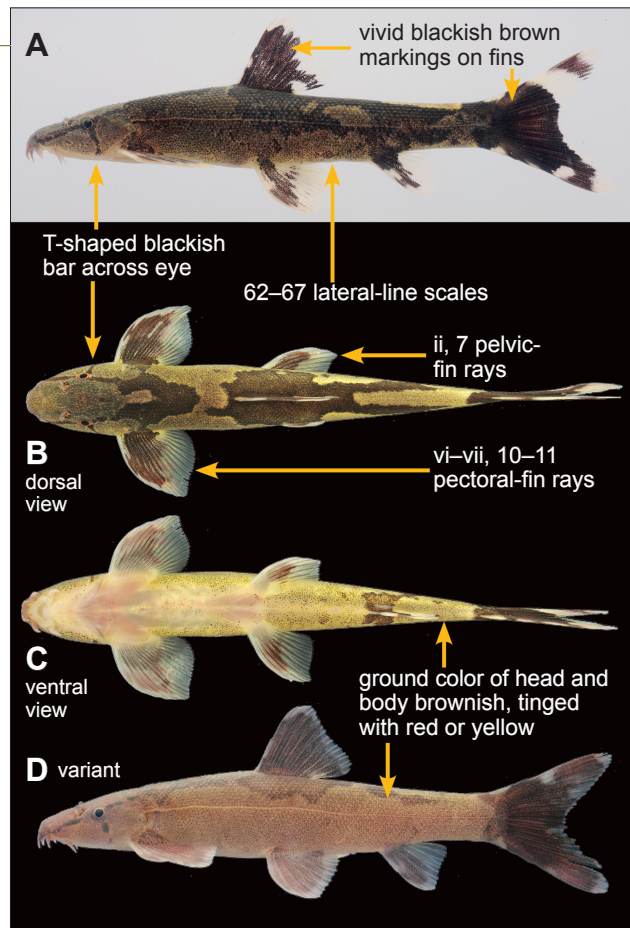 A
vivid blackish brown
markings on fins
T-shaped blackish
bar across eye
62–67 lateral-line scales
ii, 7 pelvic-
fin rays
B
dorsal
view
vi–vii, 10–11
pectoral-fin rays
C
ventral
view
ground color of head and
body brownish, tinged
with red or yellow
D variant